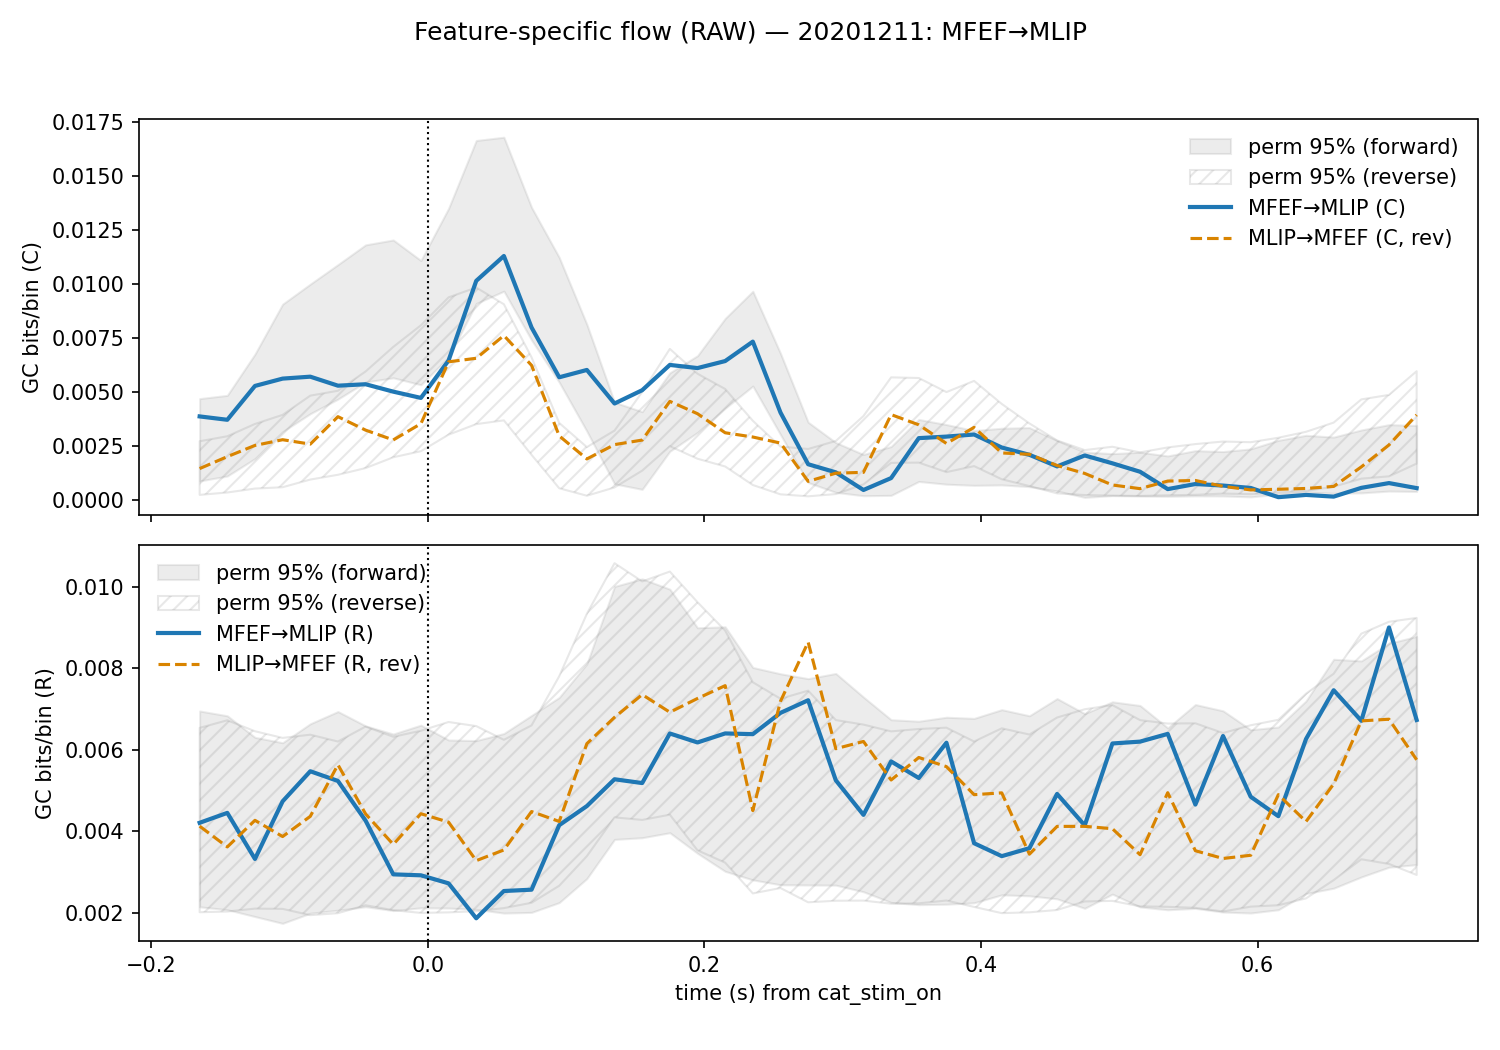 Feature-specific flow (RAW) — 20201211: MFEF→MLIP
GC bits/bin (C)
0.0175
0.0150
0.0125
0.0100
0.0075
0.0050
0.0025
0.0000
perm 95% (forward)
perm 95% (reverse)
MFEF→MLIP (C)
MLIP→MFEF (C, rev)
GC bits/bin (R)
0.010
0.008
0.006
0.004
0.002
perm 95% (forward)
perm 95% (reverse)
MFEF→MLIP (R)
MLIP→MFEF (R, rev)
−0.2 0.0 0.2 0.4 0.6
time (s) from cat_stim_on